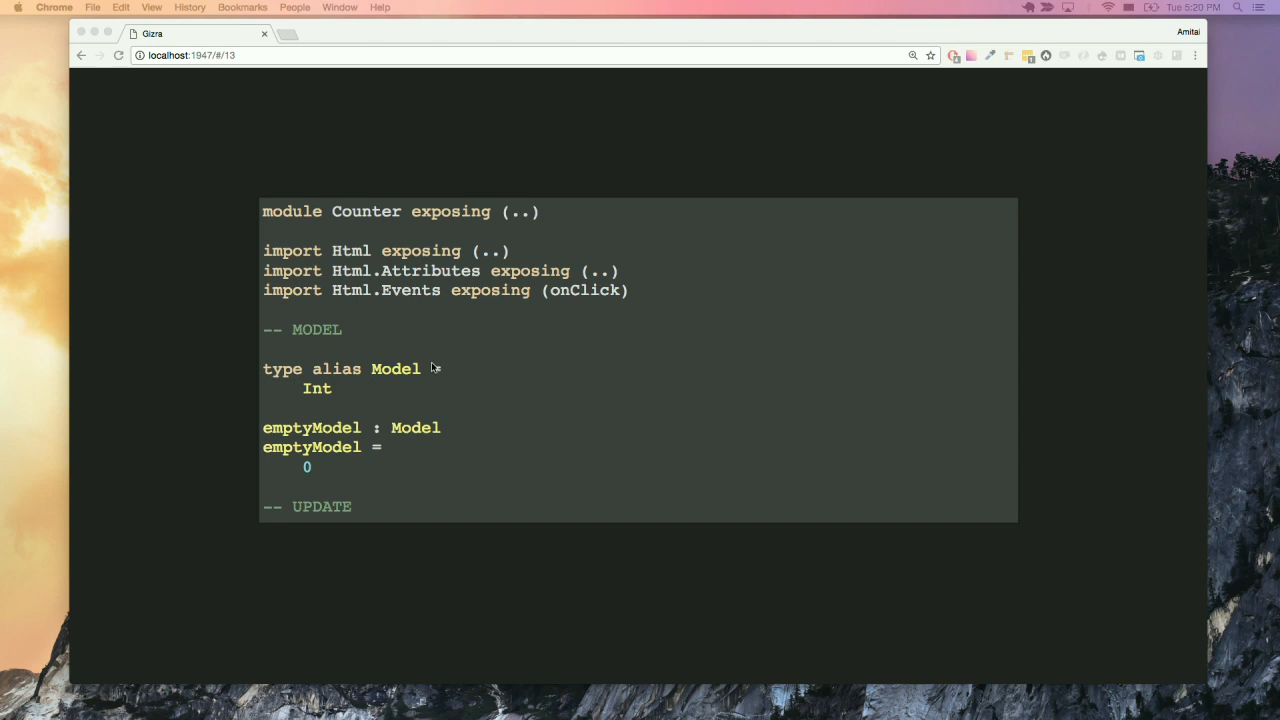 Chrome File Edit View History Bookmarks People Window Help Tue 5:20 PM
Gizra Amitai
localhost:1947/#/13
module Counter exposing (..)
import Html exposing (..)
import Html.Attributes exposing (..)
import Html.Events exposing (onClick)
-- MODEL
type alias Model =
Int
emptyModel : Model
emptyModel =
0
-- UPDATE